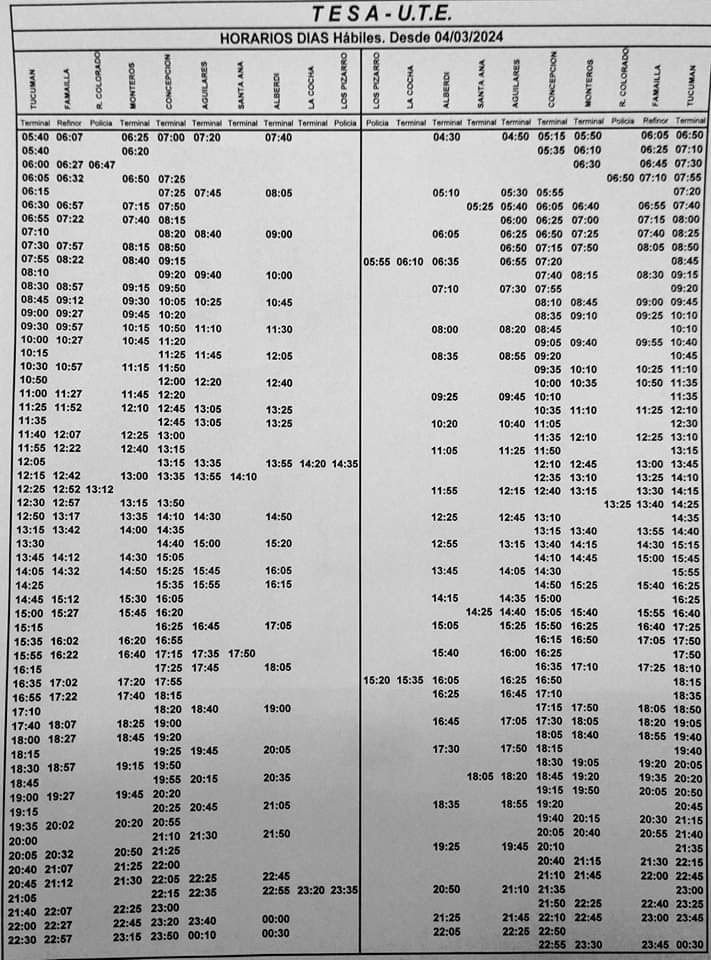 TESA - U.T.E.
HORARIOS DIAS Hábiles. Desde 04/03/2024
TUCUMAN FAMAILLA R. COLORADO MONTEROS CONCEPCION AGUILARES SANTA ANA ALBERDI LA COCHA LOS PIZARRO LOS PIZARRO LA COCHA ALBERDI SANTA ANA AGUILARES CONCEPCION MONTEROS R. COLORADO FAMAILLA TUCUMAN
Terminal Refinor Policia Terminal Terminal Terminal Terminal Terminal Terminal Policia Policia Terminal Terminal Terminal Terminal Terminal Terminal Policia Refinor Terminal
05:40 06:07 06:25 07:00 07:20 07:40 04:30 04:50 05:15 05:50 06:05 06:50
05:40 06:20 05:35 06:10 06:25 07:10
06:00 06:27 06:47 06:30 06:45 07:30
06:05 06:32 06:50 07:25 06:50 07:10 07:55
06:15 07:25 07:45 08:05 05:10 05:30 05:55 07:20
06:30 06:57 07:15 07:50 05:25 05:40 06:05 06:40 06:55 07:40
06:55 07:22 07:40 08:15 06:00 06:25 07:00 07:15 08:00
07:10 08:20 08:40 09:00 06:05 06:25 06:50 07:25 07:40 08:25
07:30 07:57 08:15 08:50 06:50 07:15 07:50 08:05 08:50
07:55 08:22 08:40 09:15 05:55 06:10 06:35 06:55 07:20 08:45
08:10 09:20 09:40 10:00 07:40 08:15 08:30 09:15
08:30 08:57 09:15 09:50 07:10 07:30 07:55 09:20
08:45 09:12 09:30 10:05 10:25 10:45 08:10 08:45 09:00 09:45
09:00 09:27 09:45 10:20 08:35 09:10 09:25 10:10
09:30 09:57 10:15 10:50 11:10 11:30 08:00 08:20 08:45 10:10
10:00 10:27 10:45 11:20 09:05 09:40 09:55 10:40
10:15 11:25 11:45 12:05 08:35 08:55 09:20 10:45
10:30 10:57 11:15 11:50 09:35 10:10 10:25 11:10
10:50 12:00 12:20 12:40 10:00 10:35 10:50 11:35
11:00 11:27 11:45 12:20 09:25 09:45 10:10 11:35
11:25 11:52 12:10 12:45 13:05 13:25 10:35 11:10 11:25 12:10
11:35 12:45 13:05 13:25 10:20 10:40 11:05 12:30
11:40 12:07 12:25 13:00 11:35 12:10 12:25 13:10
11:55 12:22 12:40 13:15 11:05 11:25 11:50 13:15
12:05 13:15 13:35 13:55 14:20 14:35 12:10 12:45 13:00 13:45
12:15 12:42 13:00 13:35 13:55 14:10 12:35 13:10 13:25 14:10
12:25 12:52 13:12 11:55 12:15 12:40 13:15 13:30 14:15
12:30 12:57 13:15 13:50 13:25 13:40 14:25
12:50 13:17 13:35 14:10 14:30 14:50 12:25 12:45 13:10 14:35
13:15 13:42 14:00 14:35 13:15 13:40 13:55 14:40
13:30 14:40 15:00 15:20 12:55 13:15 13:40 14:15 14:30 15:15
13:45 14:12 14:30 15:05 14:10 14:45 15:00 15:45
14:05 14:32 14:50 15:25 15:45 16:05 13:45 14:05 14:30 15:55
14:25 15:35 15:55 16:15 14:50 15:25 15:40 16:25
14:45 15:12 15:30 16:05 14:15 14:35 15:00 16:25
15:00 15:27 15:45 16:20 14:25 14:40 15:05 15:40 15:55 16:40
15:15 16:25 16:45 17:05 15:05 15:25 15:50 16:25 16:40 17:25
15:35 16:02 16:20 16:55 16:15 16:50 17:05 17:50
15:55 16:22 16:40 17:15 17:35 17:50 15:40 16:00 16:25 17:50
16:15 17:25 17:45 18:05 16:35 17:10 17:25 18:10
16:35 17:02 17:20 17:55 15:20 15:35 16:05 16:25 16:50 18:15
16:55 17:22 17:40 18:15 16:25 16:45 17:10 18:35
17:10 18:20 18:40 19:00 17:15 17:50 18:05 18:50
17:40 18:07 18:25 19:00 16:45 17:05 17:30 18:05 18:20 19:05
18:00 18:27 18:45 19:20 18:05 18:40 18:55 19:40
18:15 19:25 19:45 20:05 17:30 17:50 18:15 19:40
18:30 18:57 19:15 19:50 18:30 19:05 19:20 20:05
18:45 19:55 20:15 20:35 18:05 18:20 18:45 19:20 19:35 20:20
19:00 19:27 19:45 20:20 19:15 19:50 20:05 20:50
19:15 20:25 20:45 21:05 18:35 18:55 19:20 20:45
19:35 20:02 20:20 20:55 19:40 20:15 20:30 21:15
20:00 21:10 21:30 21:50 20:05 20:40 20:55 21:40
20:05 20:32 20:50 21:25 19:25 19:45 20:10 21:35
20:40 21:07 21:25 22:00 20:40 21:15 21:30 22:15
20:45 21:12 21:30 22:05 22:25 22:45 21:10 21:45 22:00 22:45
21:05 22:15 22:35 22:55 23:20 23:35 20:50 21:10 21:35 23:00
21:40 22:07 22:25 23:00 21:50 22:25 22:40 23:25
22:00 22:27 22:45 23:20 23:40 00:00 21:25 21:45 22:10 22:45 23:00 23:45
22:30 22:57 23:15 23:50 00:10 00:30 22:05 22:25 22:50
22:55 23:30 23:45 00:30